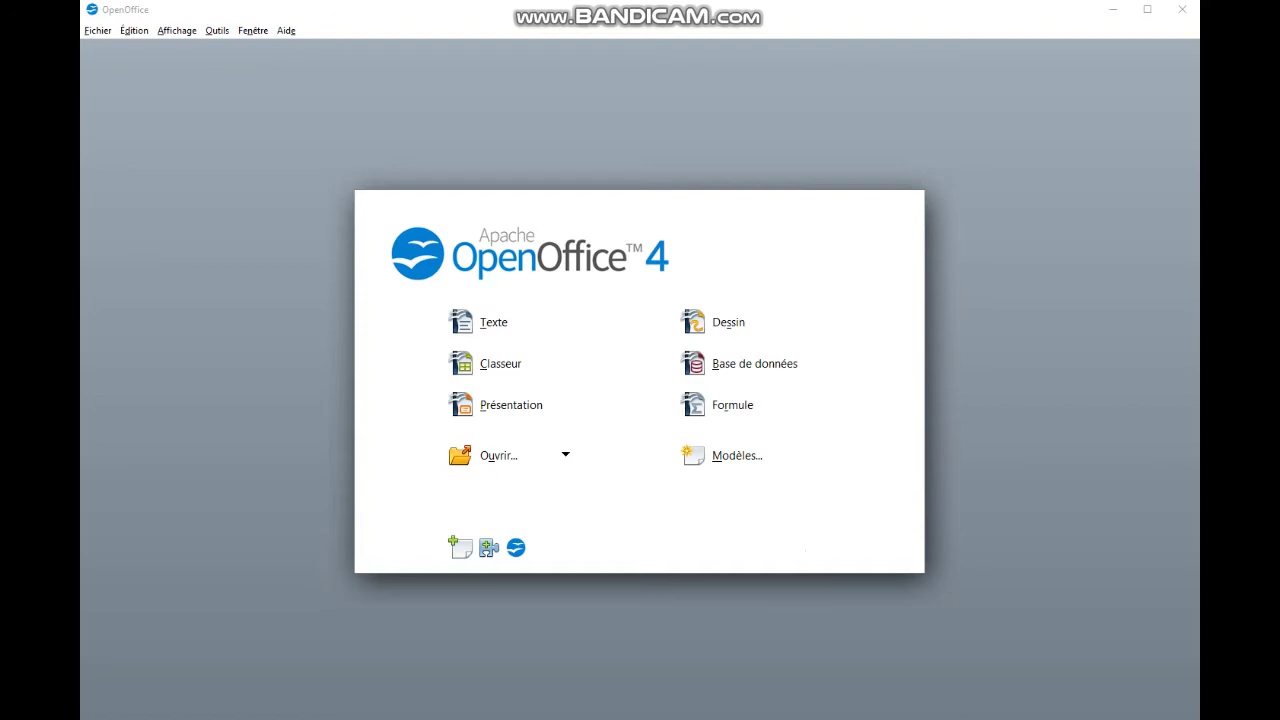 OpenOffice
www.BANDICAM.com
Fichier Édition Affichage Outils Fenêtre Aide
Apache
OpenOffice™ 4
Texte
Dessin
Classeur
Base de données
Présentation
Formule
Ouvrir...
Modèles...